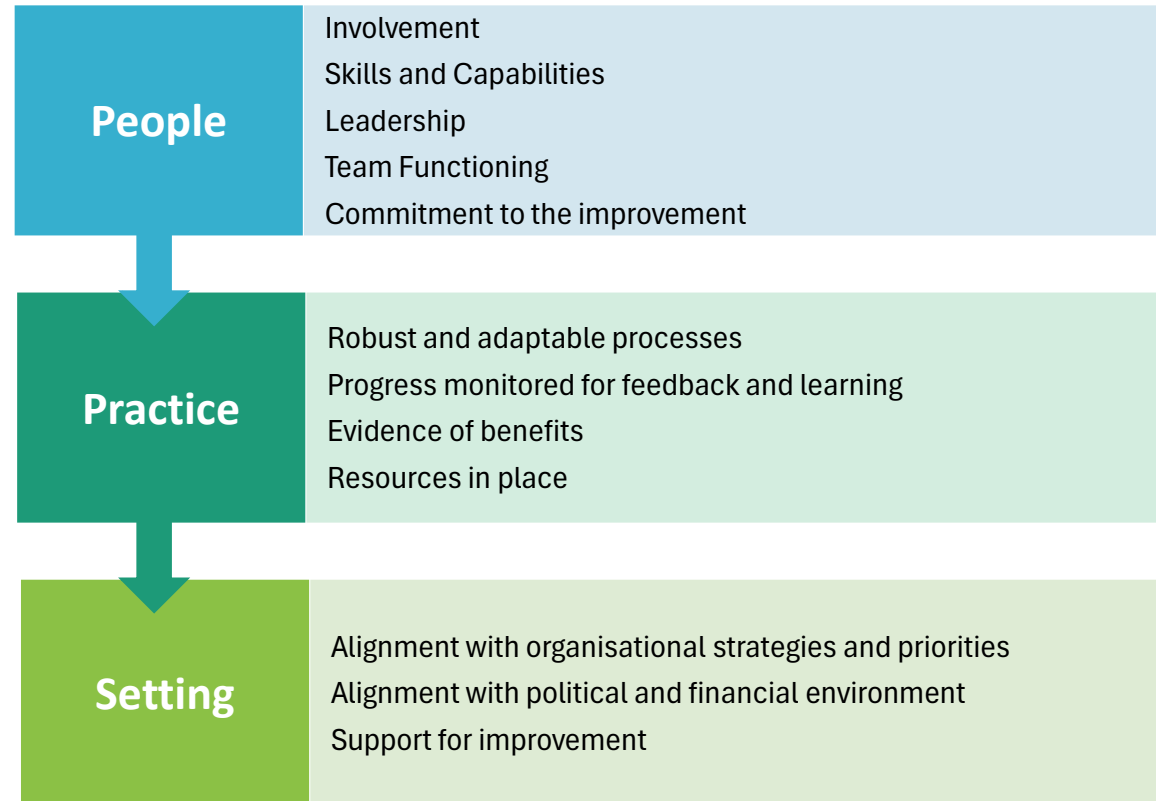 People
Involvement
Skills and Capabilities
Leadership
Team Functioning
Commitment to the improvement
Practice
Robust and adaptable processes
Progress monitored for feedback and learning
Evidence of benefits
Resources in place
Setting
Alignment with organisational strategies and priorities
Alignment with political and financial environment
Support for improvement